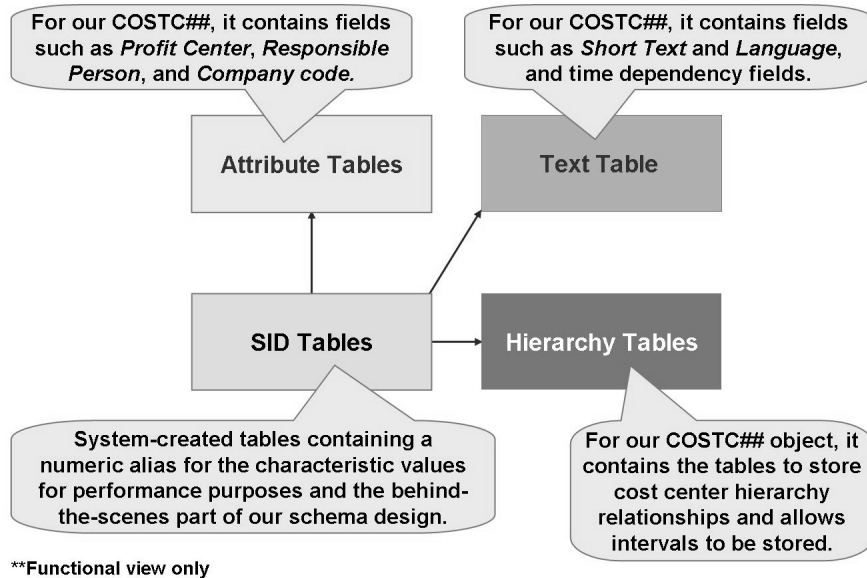 For our COSTC##, it contains fields
such as Profit Center, Responsible
Person, and Company code.
For our COSTC##, it contains fields
such as Short Text and Language,
and time dependency fields.
Attribute Tables
Text Table
SID Tables
Hierarchy Tables
System-created tables containing a
numeric alias for the characteristic values
for performance purposes and the behind-
the-scenes part of our schema design.
For our COSTC## object, it
contains the tables to store
cost center hierarchy
relationships and allows
intervals to be stored.
**Functional view only